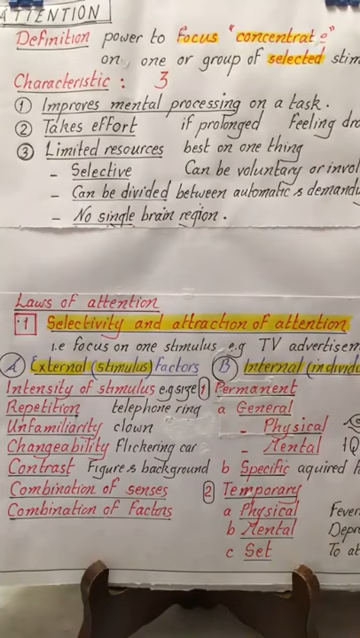 ATTENTION
Definition power to focus "concentrat
on one or group of selected stim
Characteristic : 3
① Improves mental processing on a task.
② Takes effort if prolonged Feeling dra
③ Limited resources best on one thing
- Selective Can be voluntary or invol
- Can be divided between automatic & demandi
- No single brain region.
Laws of attention
:1 Selectivity and attraction of attention
i.e focus on one stimulus e.g TV advertisem
Ⓐ External (stimulus) Factors Ⓑ Internal (individu
Intensity of stimulus e.g size 1 Permanent
Repetition telephone ring a General
Unfamiliarity clown - Physical
Changeability Flickering car - Mental IQ
Contrast Figure & background b Specific aquired
Combination of senses 2 Temporary
Combination of Factors a Physical Fever
b Mental Depre
c Set To at